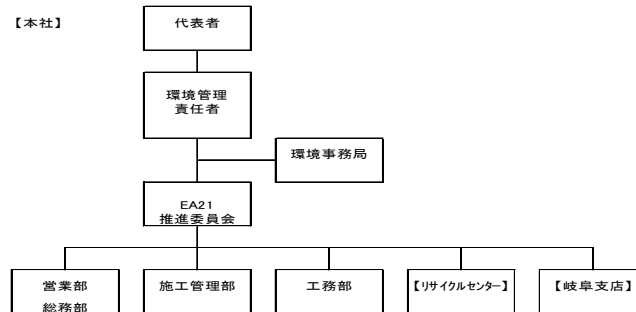 【本社】
代表者
環境管理
責任者
環境事務局
EA21
推進委員会
営業部
総務部
施工管理部
工務部
【リサイクルセンター】
【岐阜支店】